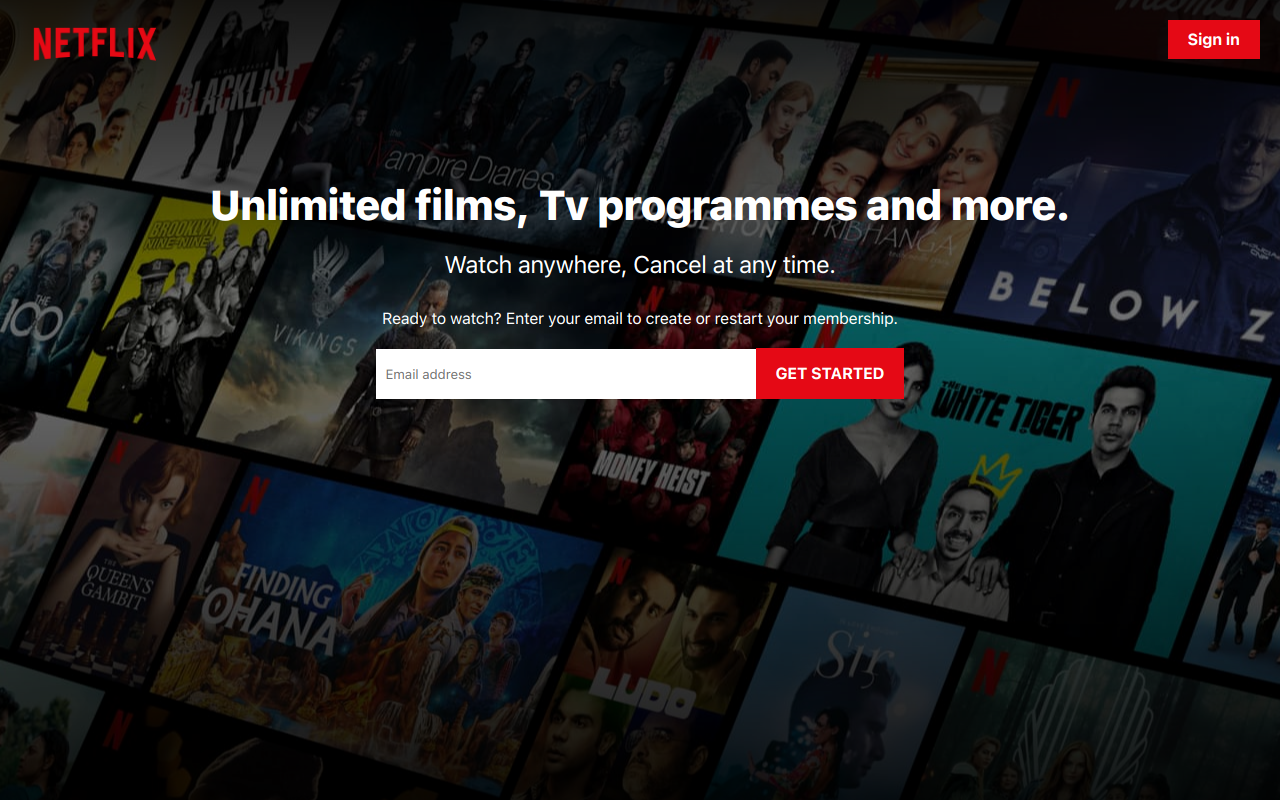 NETFLIX
Sign in
BLACKLIST
the Vampire Diaries
Unlimited films, Tv programmes and more.
BROOKLYN
NINE-NINE
TRIBHANGA
Watch anywhere, Cancel at any time.
THE
100
VIKINGS
BELOW Z
Ready to watch? Enter your email to create or restart your membership.
Email address
GET STARTED
THE
WHITE TIGER
MONEY HEIST
THE
QUEEN'S
GAMBIT
FINDING
'OHANA
LUDO
Sir